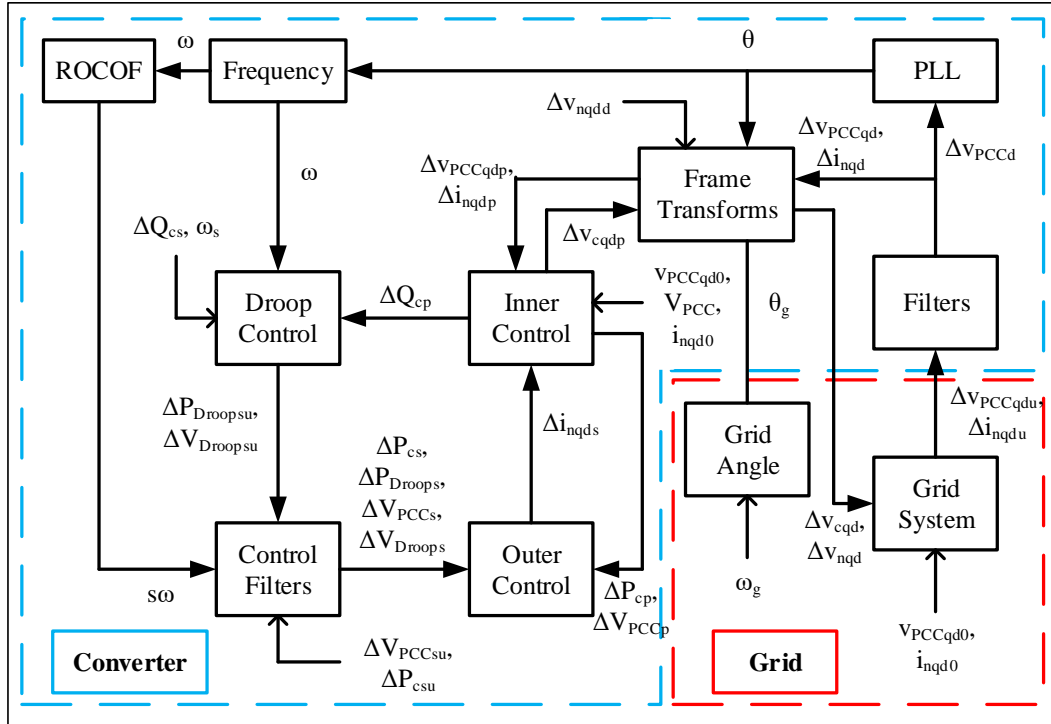 ω
θ
ROCOF
Frequency
PLL
Δv_nqdd
Δv_PCCqd,
Δi_nqd
Δv_PCCd
Δv_PCCqdp,
Δi_nqdp
Frame
Transforms
ω
Δv_cqdp
ΔQ_cs, ω_s
v_PCCqd0,
V_PCC,
i_nqd0
Droop
Control
ΔQ_cp
Inner
Control
θ_g
Filters
ΔP_Droopsu,
ΔV_Droopsu
Δi_nqds
Grid
Angle
Δv_PCCqdu,
Δi_nqdu
ΔP_cs,
ΔP_Droops,
ΔV_PCCs,
ΔV_Droops
Grid
System
Δv_cqd,
Δv_nqd
Control
Filters
Outer
Control
sω
ΔP_cp,
ΔV_PCCp
ω_g
Converter
ΔV_PCCsu,
ΔP_csu
Grid
v_PCCqd0,
i_nqd0